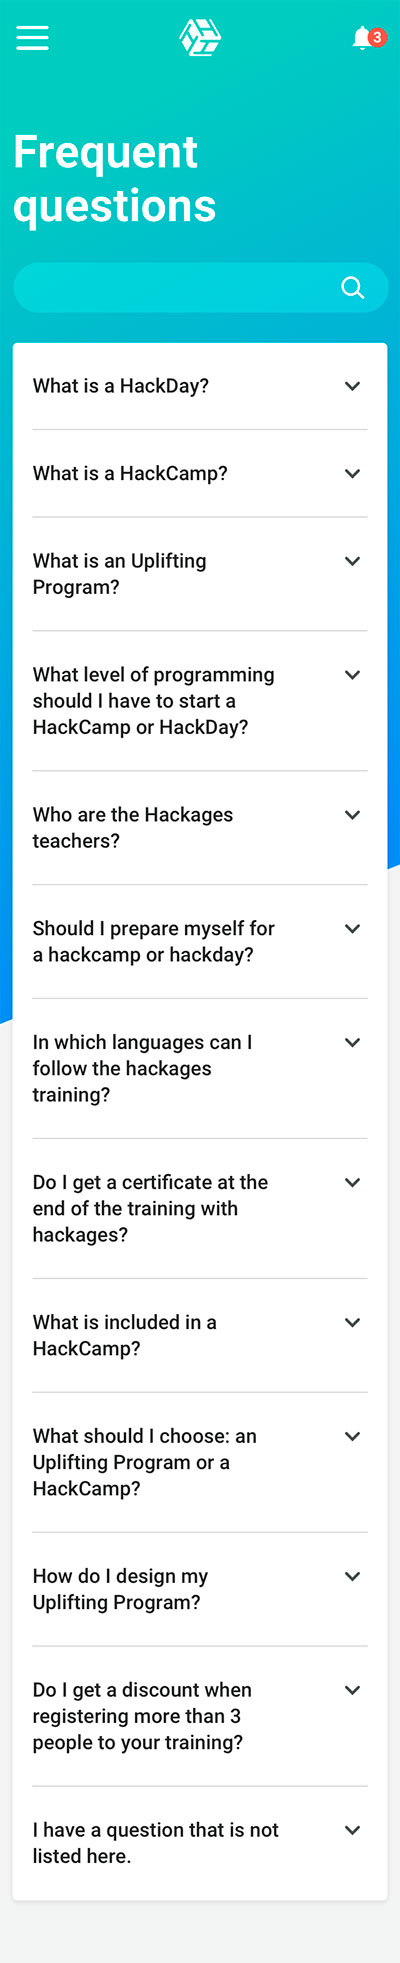 3
Frequent
questions
What is a HackDay?
What is a HackCamp?
What is an Uplifting
Program?
What level of programming
should I have to start a
HackCamp or HackDay?
Who are the Hackages
teachers?
Should I prepare myself for
a hackcamp or hackday?
In which languages can I
follow the hackages
training?
Do I get a certificate at the
end of the training with
hackages?
What is included in a
HackCamp?
What should I choose: an
Uplifting Program or a
HackCamp?
How do I design my
Uplifting Program?
Do I get a discount when
registering more than 3
people to your training?
I have a question that is not
listed here.